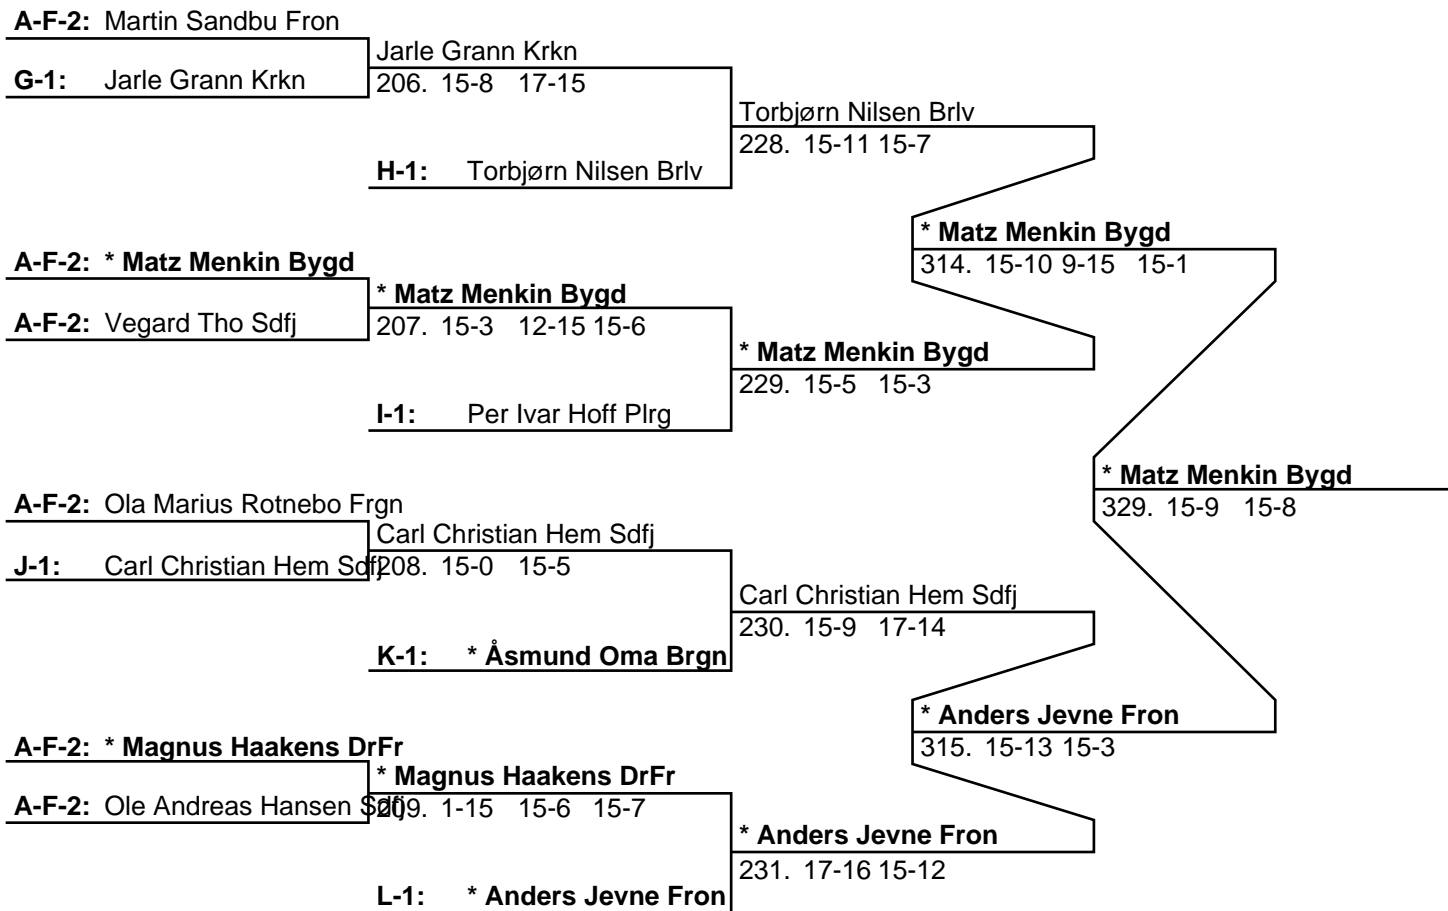 A-F-2: Martin Sandbu Fron
Jarle Grann Krkn
G-1: Jarle Grann Krkn
206. 15-8 17-15
Torbjørn Nilsen Brlv
228. 15-11 15-7
H-1: Torbjørn Nilsen Brlv
* Matz Menkin Bygd
314. 15-10 9-15 15-1
A-F-2: * Matz Menkin Bygd
* Matz Menkin Bygd
A-F-2: Vegard Tho Sdfj
207. 15-3 12-15 15-6
* Matz Menkin Bygd
229. 15-5 15-3
I-1: Per Ivar Hoff Plrg
* Matz Menkin Bygd
329. 15-9 15-8
A-F-2: Ola Marius Rotnebo Frgn
Carl Christian Hem Sdfj
J-1: Carl Christian Hem Sdfj
208. 15-0 15-5
Carl Christian Hem Sdfj
230. 15-9 17-14
K-1: * Åsmund Oma Brgn
* Anders Jevne Fron
315. 15-13 15-3
A-F-2: * Magnus Haakens DrFr
* Magnus Haakens DrFr
A-F-2: Ole Andreas Hansen Sdfj
209. 1-15 15-6 15-7
* Anders Jevne Fron
231. 17-16 15-12
L-1: * Anders Jevne Fron